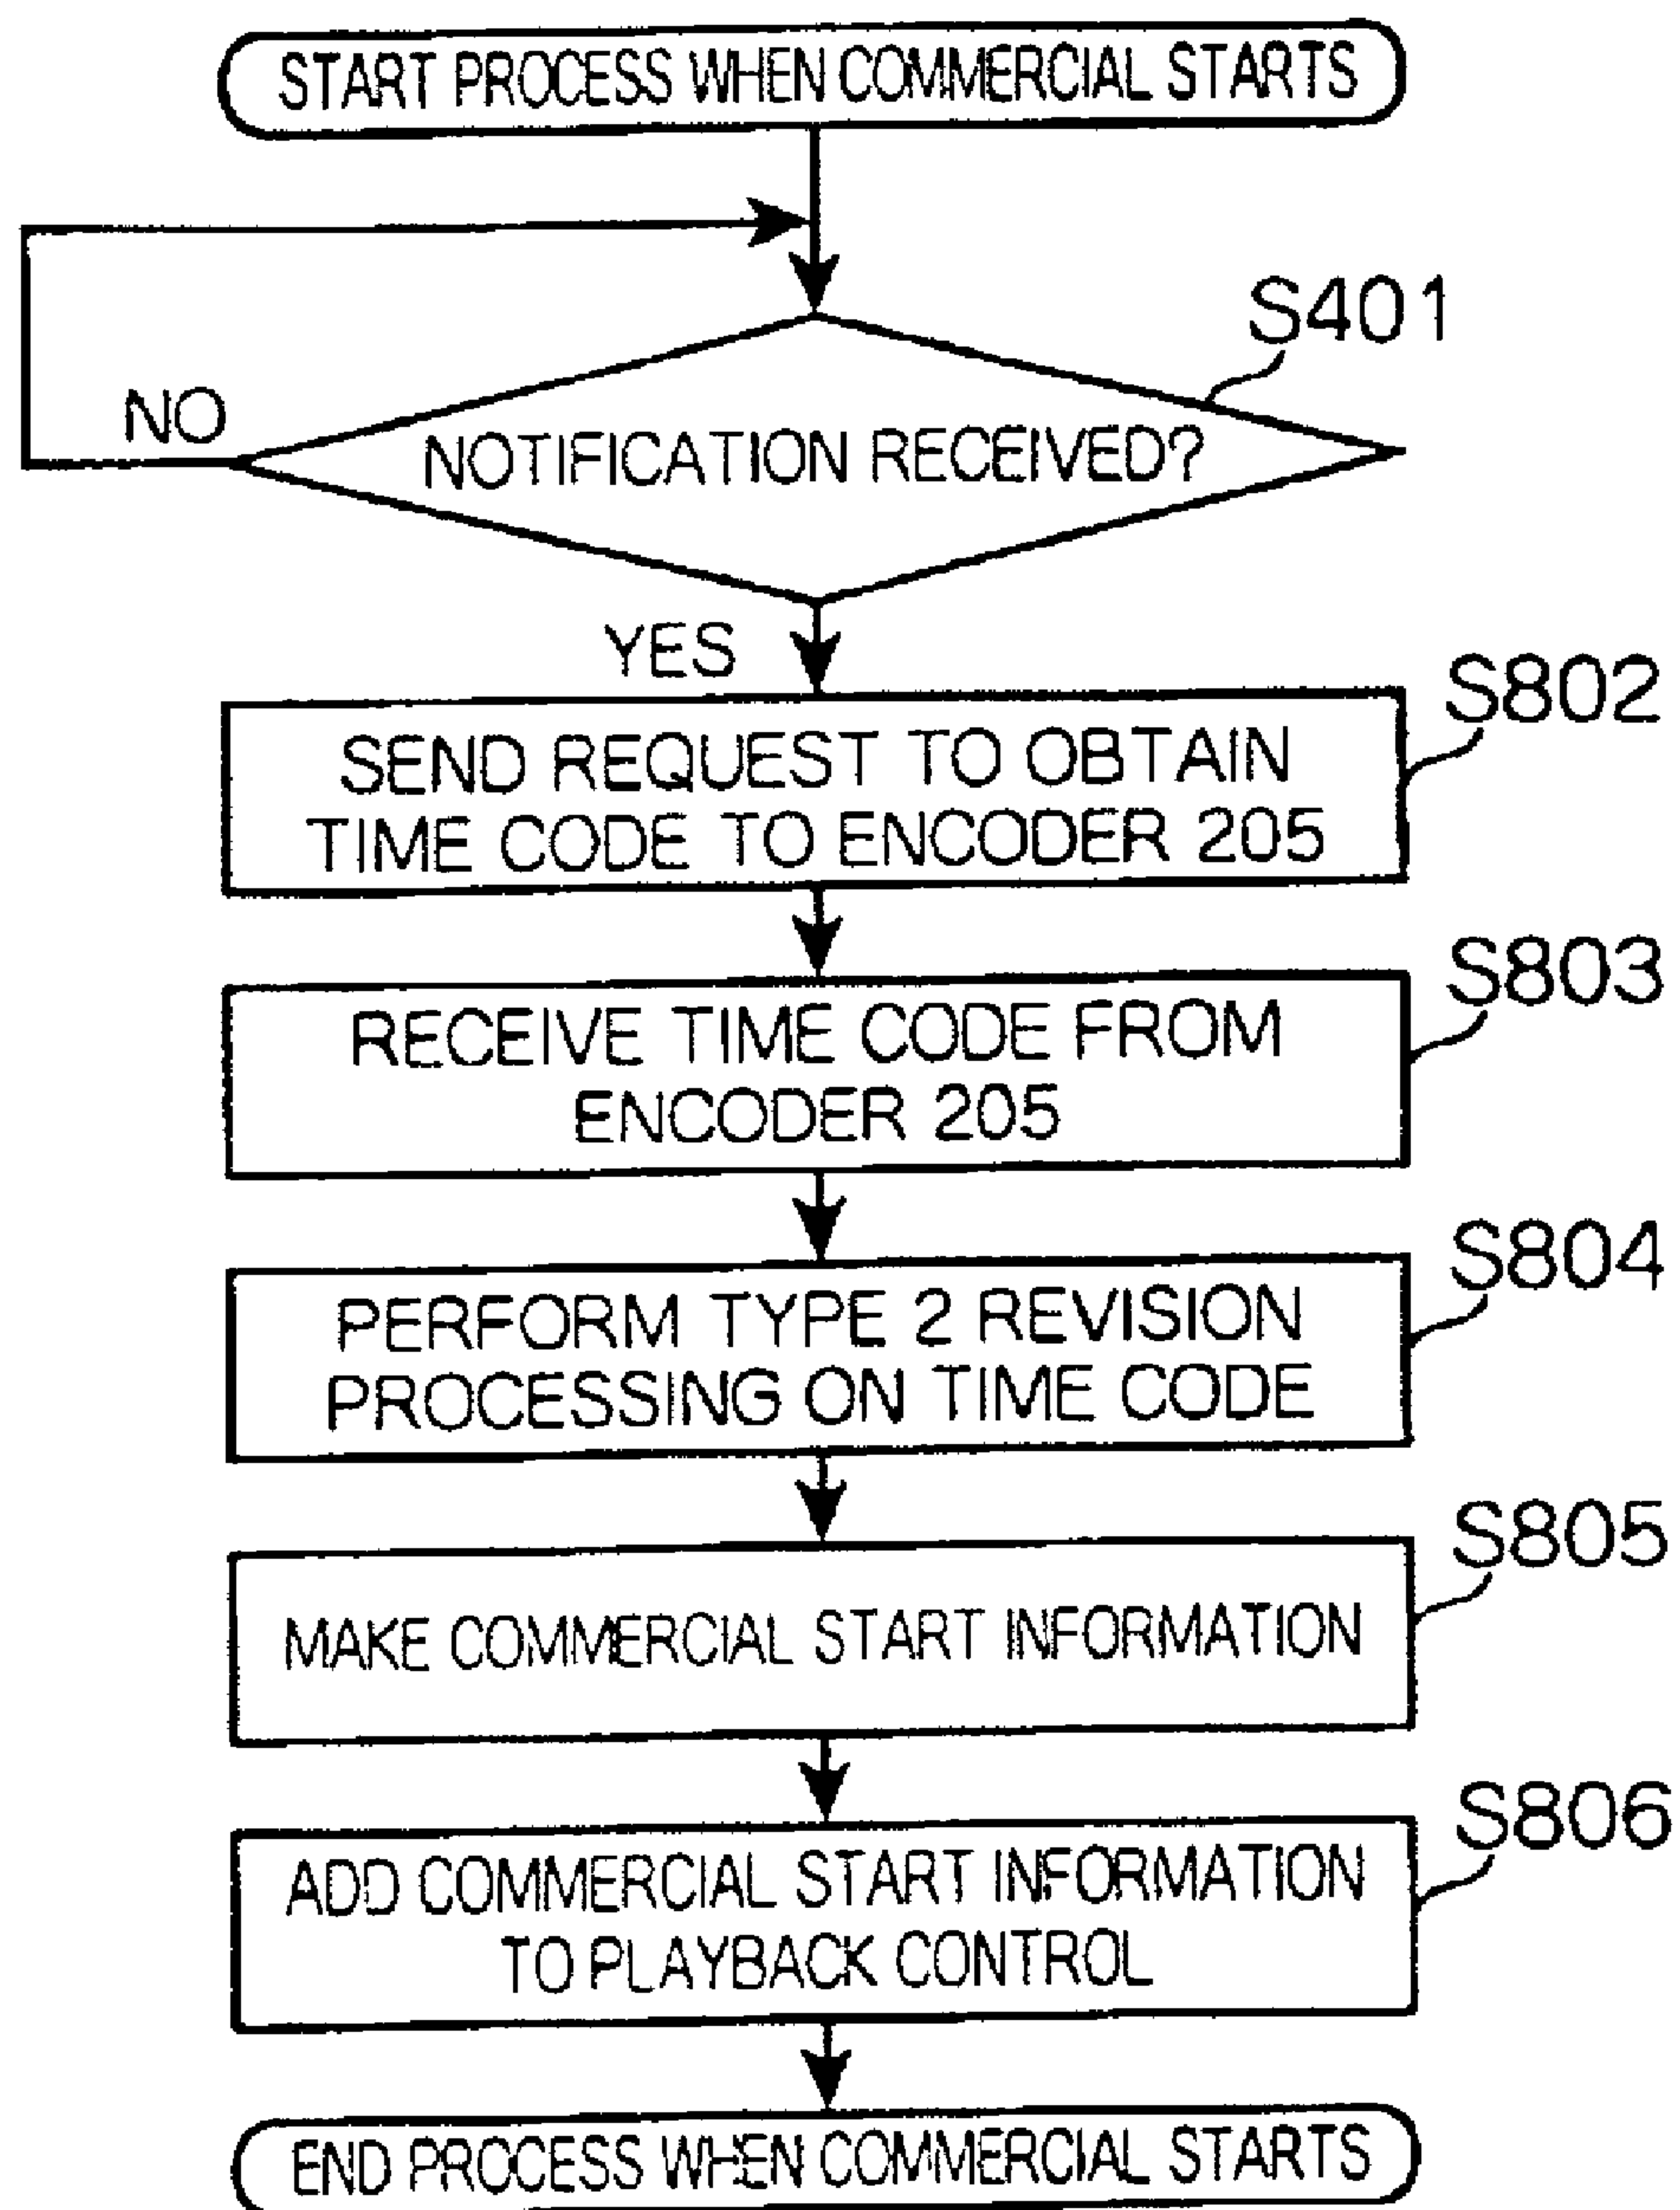 START PROCESS WHEN COMMERCIAL STARTS
S401
NO
NOTIFICATION RECEIVED?
YES
S802
SEND REQUEST TO OBTAIN
TIME CODE TO ENCODER 205
S803
RECEIVE TIME CODE FROM
ENCODER 205
S804
PERFORM TYPE 2 REVISION
PROCESSING ON TIME CODE
S805
MAKE COMMERCIAL START INFORMATION
S806
ADD COMMERCIAL START INFORMATION
TO PLAYBACK CONTROL
END PROCESS WHEN COMMERCIAL STARTS